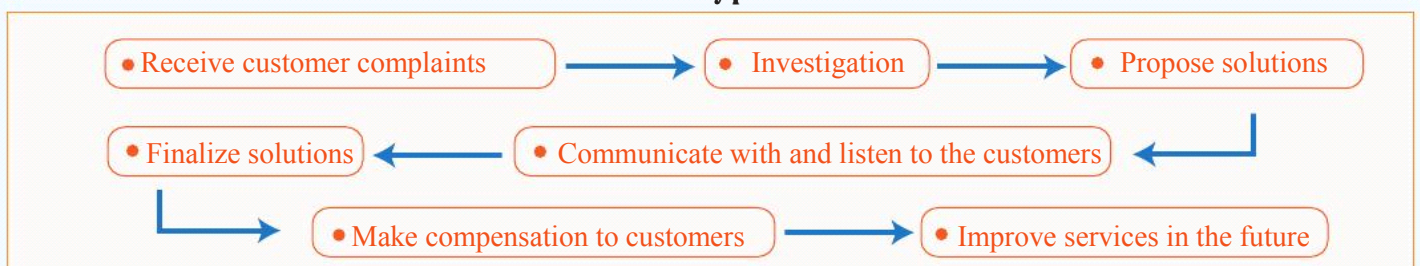 • Receive customer complaints
• Investigation
• Propose solutions
• Communicate with and listen to the customers
• Finalize solutions
• Make compensation to customers
• Improve services in the future